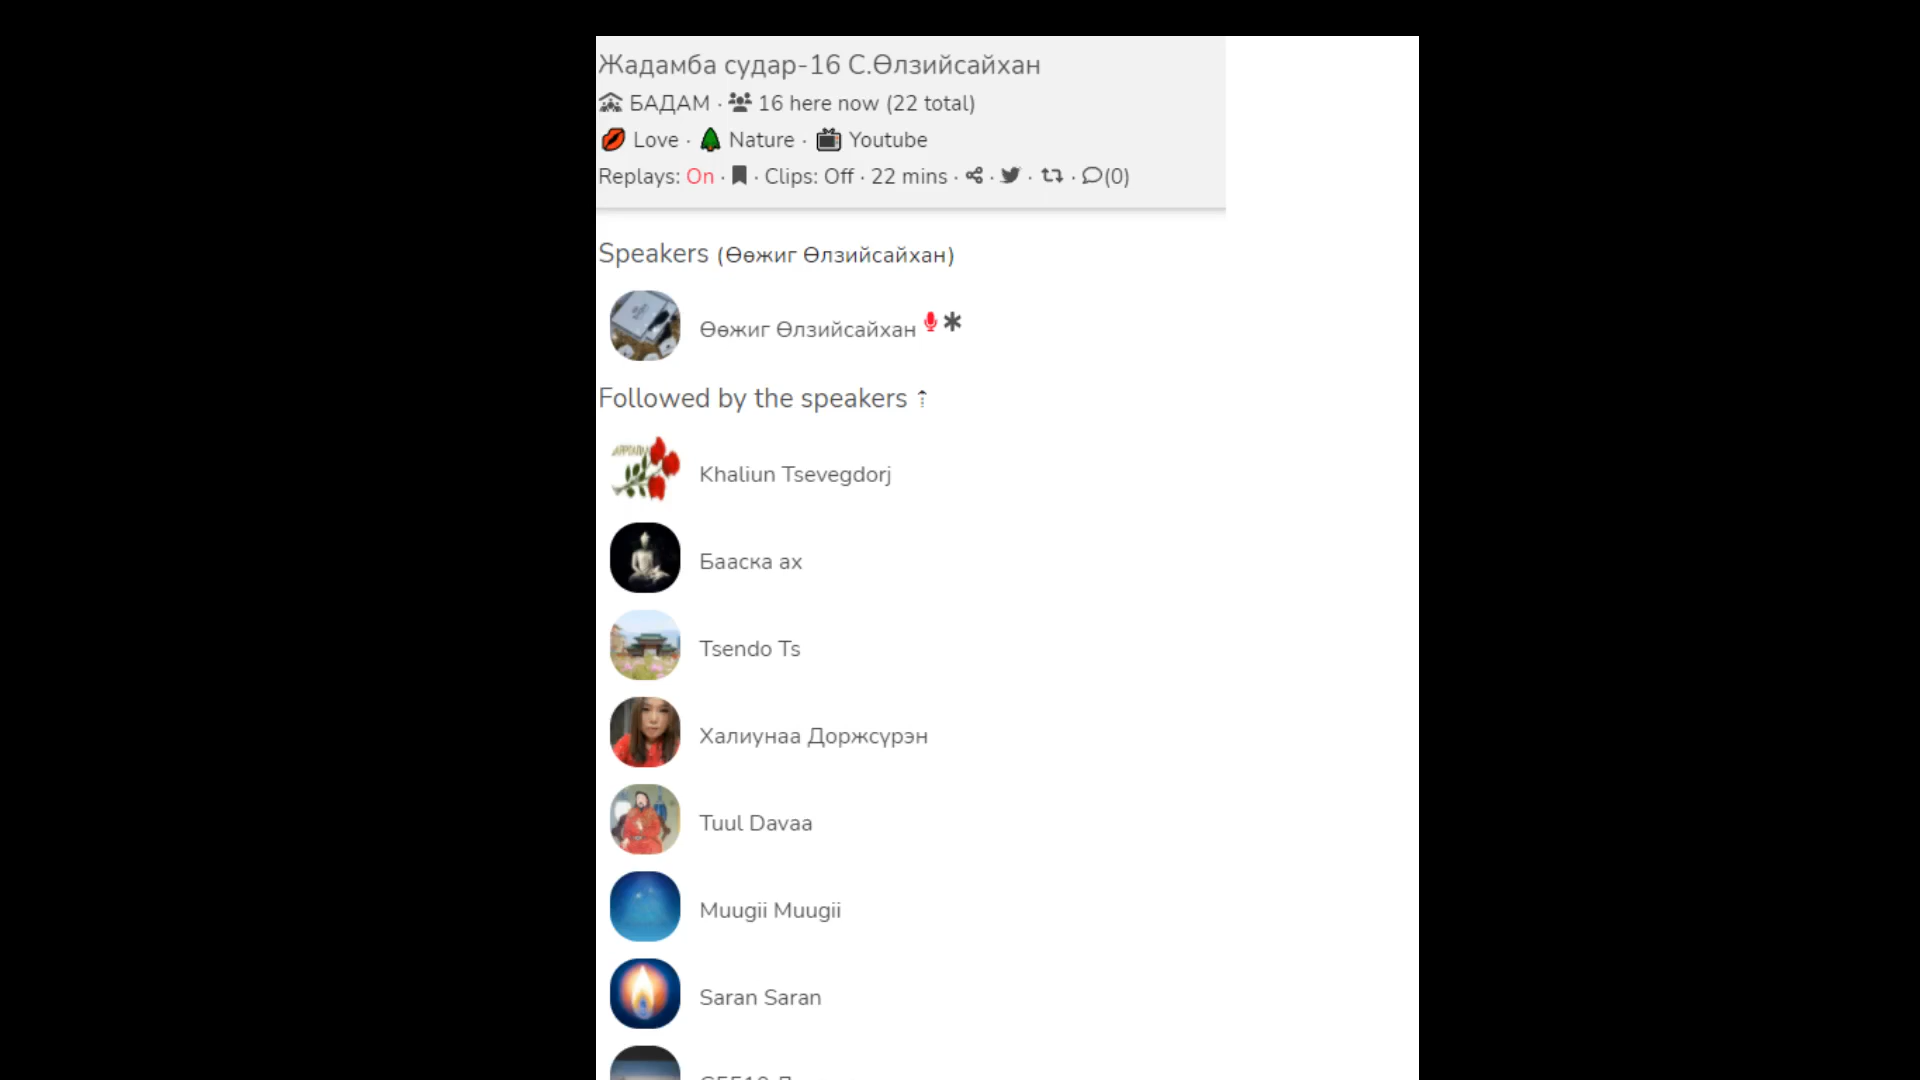 Жадамба судар-16 С.Өлзийсайхан
БАДАМ · 16 here now (22 total)
Love · Nature · Youtube
Replays: On · · Clips: Off · 22 mins · · · · (0)
Speakers (Өөжиг Өлзийсайхан)
Өөжиг Өлзийсайхан
Followed by the speakers
Khaliun Tsevegdorj
Бааска ах
Tsendo Ts
Халиунаа Доржсүрэн
Tuul Davaa
Muugii Muugii
Saran Saran